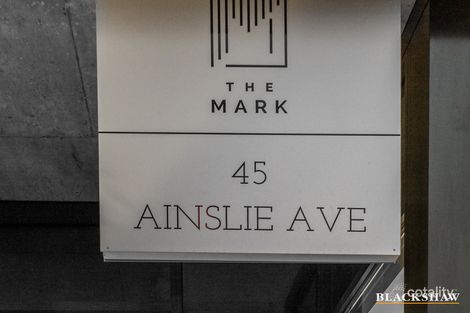 THE
MARK
45
AINSLIE AVE
cotality
BLACKSHAW